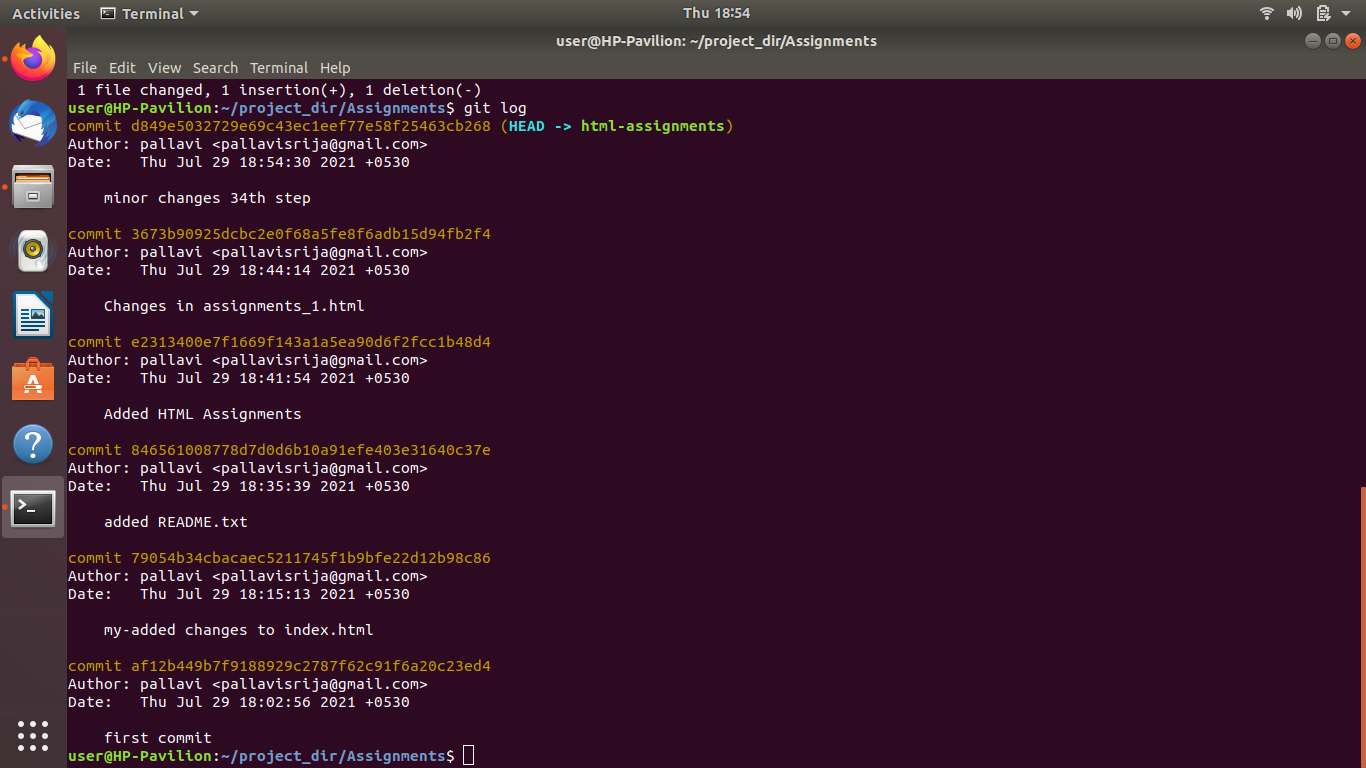 Activities Terminal Thu 18:54
user@HP-Pavilion: ~/project_dir/Assignments
File Edit View Search Terminal Help
1 file changed, 1 insertion(+), 1 deletion(-)
user@HP-Pavilion:~/project_dir/Assignments$ git log
commit d849e5032729e69c43ec1eef77e58f25463cb268 (HEAD -> html-assignments)
Author: pallavi <pallavisrija@gmail.com>
Date:   Thu Jul 29 18:54:30 2021 +0530
    minor changes 34th step
commit 3673b90925dcbc2e0f68a5fe8f6adb15d94fb2f4
Author: pallavi <pallavisrija@gmail.com>
Date:   Thu Jul 29 18:44:14 2021 +0530
    Changes in assignments_1.html
commit e2313400e7f1669f143a1a5ea90d6f2fcc1b48d4
Author: pallavi <pallavisrija@gmail.com>
Date:   Thu Jul 29 18:41:54 2021 +0530
    Added HTML Assignments
commit 846561008778d7d0d6b10a91efe403e31640c37e
Author: pallavi <pallavisrija@gmail.com>
Date:   Thu Jul 29 18:35:39 2021 +0530
    added README.txt
commit 79054b34cbacaec5211745f1b9bfe22d12b98c86
Author: pallavi <pallavisrija@gmail.com>
Date:   Thu Jul 29 18:15:13 2021 +0530
    my-added changes to index.html
commit af12b449b7f9188929c2787f62c91f6a20c23ed4
Author: pallavi <pallavisrija@gmail.com>
Date:   Thu Jul 29 18:02:56 2021 +0530
    first commit
user@HP-Pavilion:~/project_dir/Assignments$